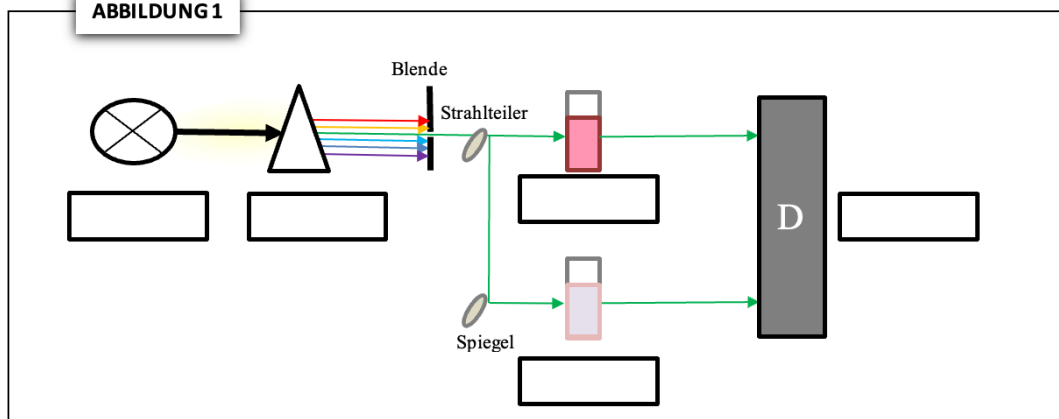 ABBILDUNG 1
Blende
Strahlteiler
D
Spiegel